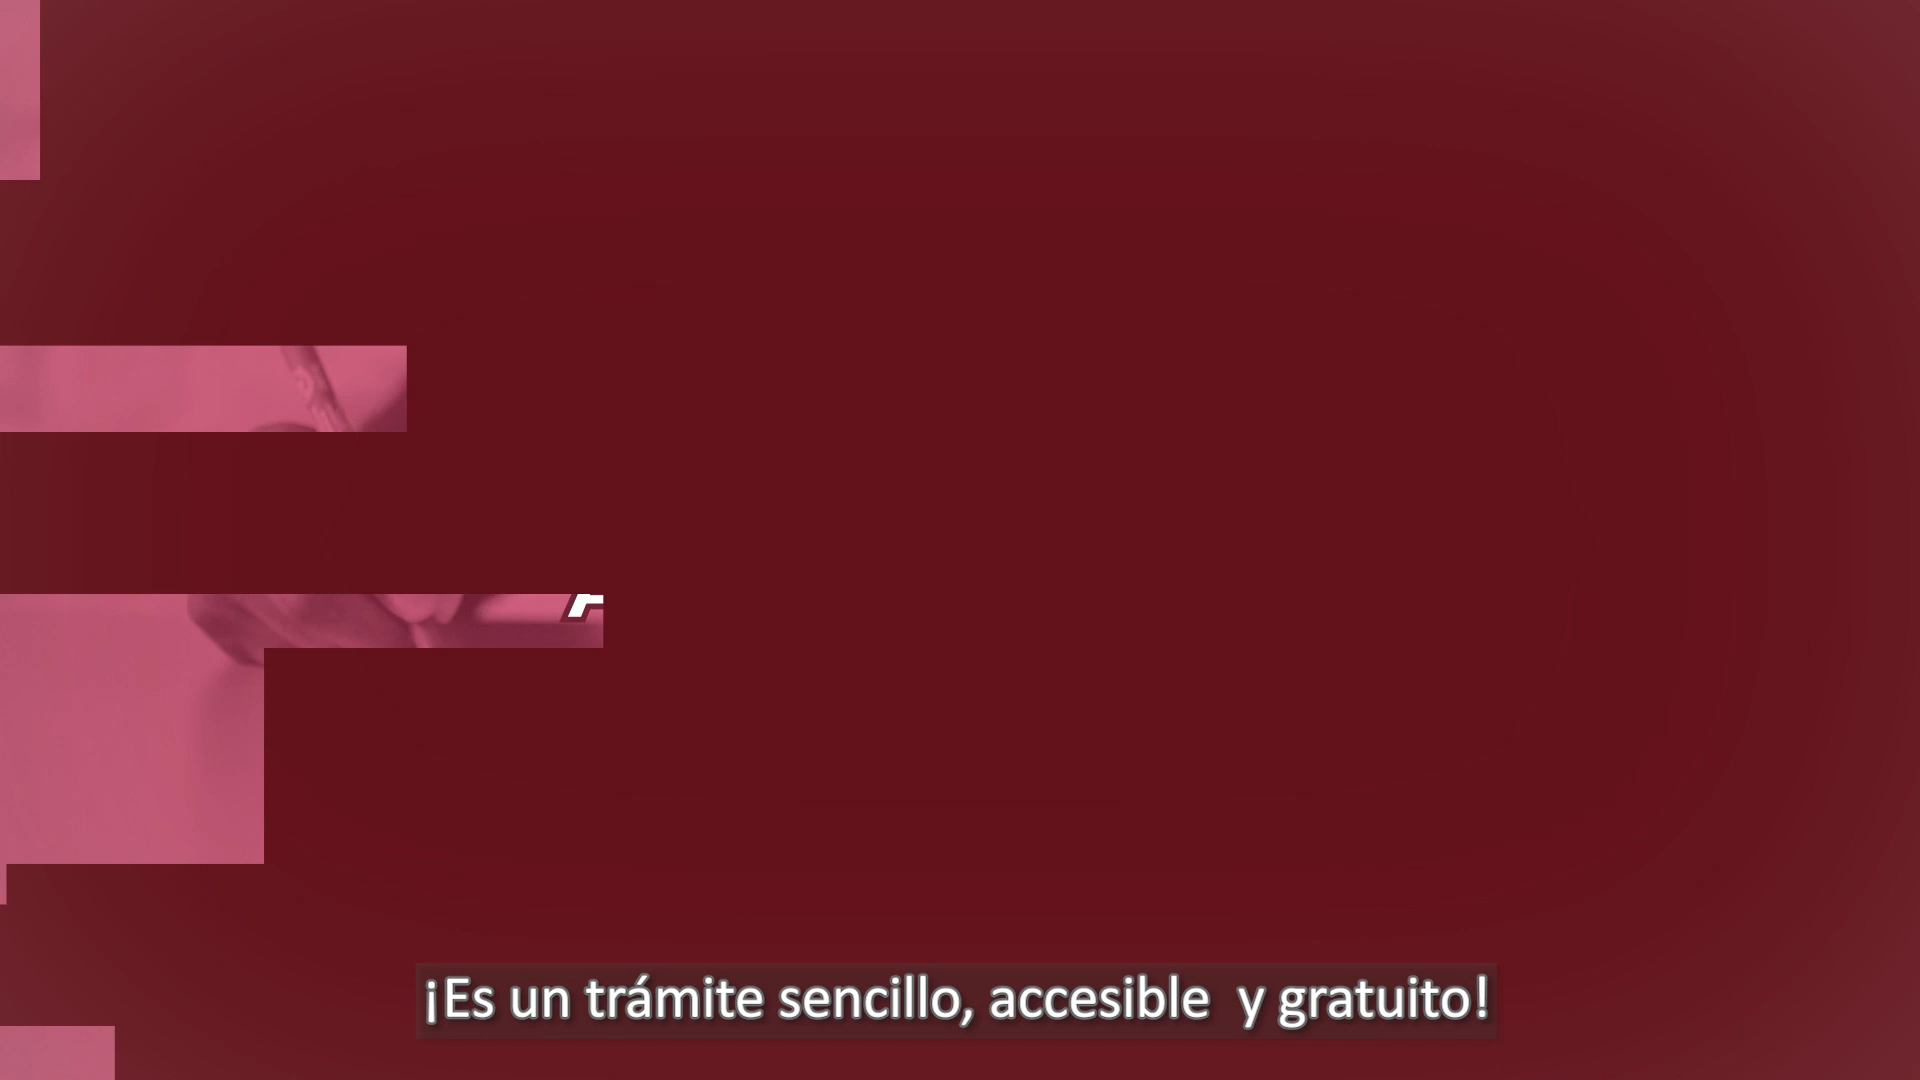 ¡Es un trámite sencillo, accesible  y gratuito!